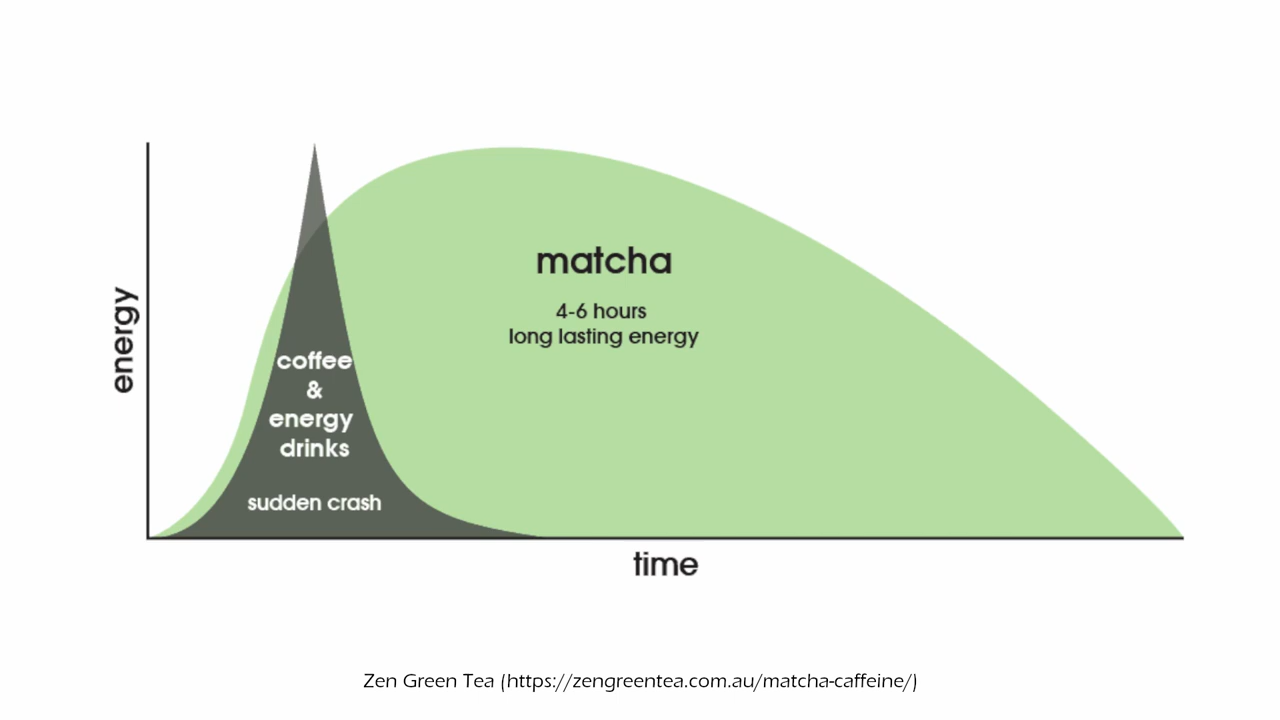 matcha
4-6 hours
long lasting energy
energy
coffee
&
energy
drinks
sudden crash
time
Zen Green Tea (https://zengreentea.com.au/matcha-caffeine/)